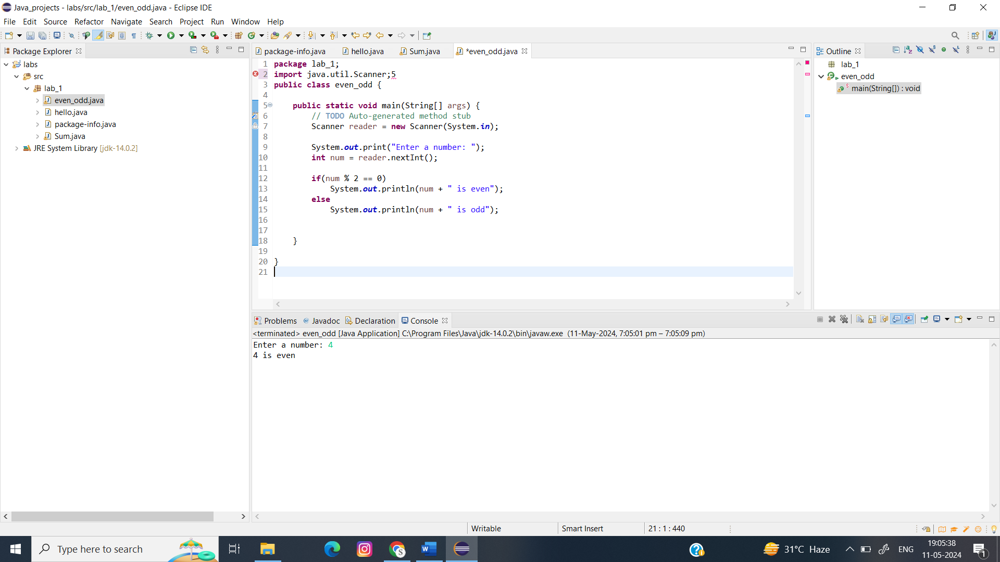 Java_projects - labs/src/lab_1/even_odd.java - Eclipse IDE
File Edit Source Refactor Navigate Search Project Run Window Help
Package Explorer
labs
src
lab_1
even_odd.java
hello.java
package-info.java
Sum.java
JRE System Library [jdk-14.0.2]
package-info.java hello.java Sum.java *even_odd.java
1 package lab_1;
2 import java.util.Scanner;5
3 public class even_odd {
4
5 public static void main(String[] args) {
6 // TODO Auto-generated method stub
7 Scanner reader = new Scanner(System.in);
8
9 System.out.print("Enter a number: ");
10 int num = reader.nextInt();
11
12 if(num % 2 == 0)
13 System.out.println(num + " is even");
14 else
15 System.out.println(num + " is odd");
16
17
18 }
19
20 }
21
Outline
lab_1
even_odd
main(String[]) : void
Problems @ Javadoc Declaration Console
<terminated> even_odd [Java Application] C:\Program Files\Java\jdk-14.0.2\bin\javaw.exe (11-May-2024, 7:05:01 pm – 7:05:09 pm)
Enter a number: 4
4 is even
Writable Smart Insert 21 : 1 : 440
Type here to search
31°C Haze
ENG
19:05:38
11-05-2024
1